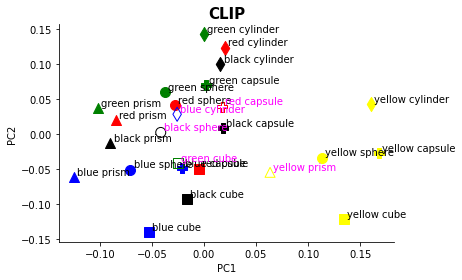 CLIP
0.15
0.10
0.05
0.00
−0.05
−0.10
−0.15
PC2
green cylinder
red cylinder
black cylinder
green capsule
green sphere
yellow cylinder
red sphere
red capsule
green prism
blue cylinder
red prism
black sphere
black capsule
black prism
yellow sphere
yellow capsule
green cube
blue sphere
capsule
blue prism
yellow prism
black cube
yellow cube
blue cube
−0.10
−0.05
0.00
0.05
0.10
0.15
PC1